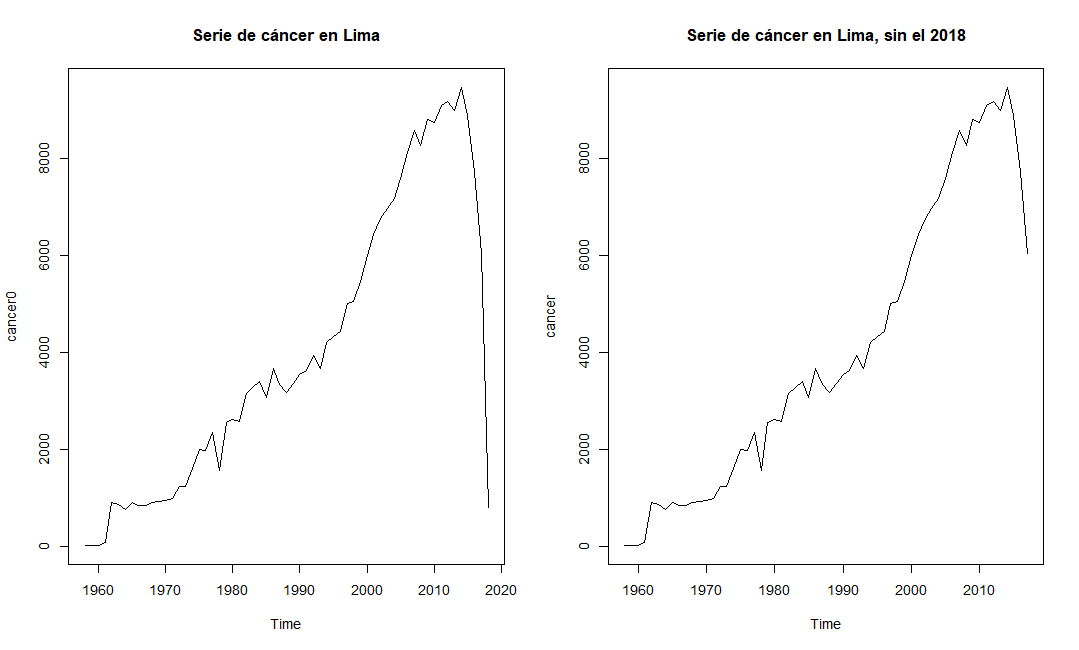 Serie de cáncer en Lima
cancer0
8000
6000
4000
2000
0
1960 1970 1980 1990 2000 2010 2020
Time
Serie de cáncer en Lima, sin el 2018
cancer
8000
6000
4000
2000
0
1960 1970 1980 1990 2000 2010
Time